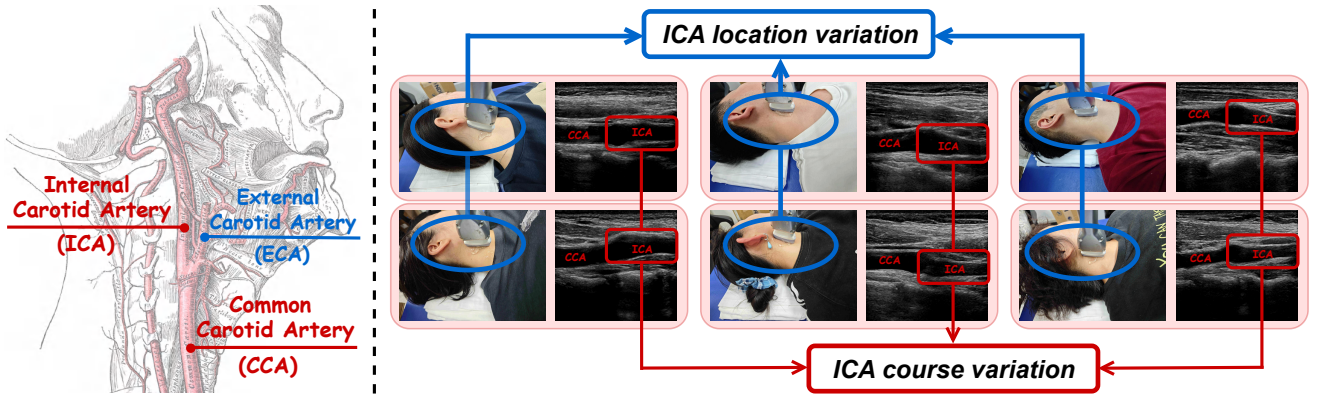 Internal
Carotid Artery
(ICA)
External
Carotid Artery
(ECA)
Common
Carotid Artery
(CCA)
ICA location variation
CCA ICA
CCA ICA
CCA ICA
CCA ICA
CCA ICA
CCA ICA
ICA course variation